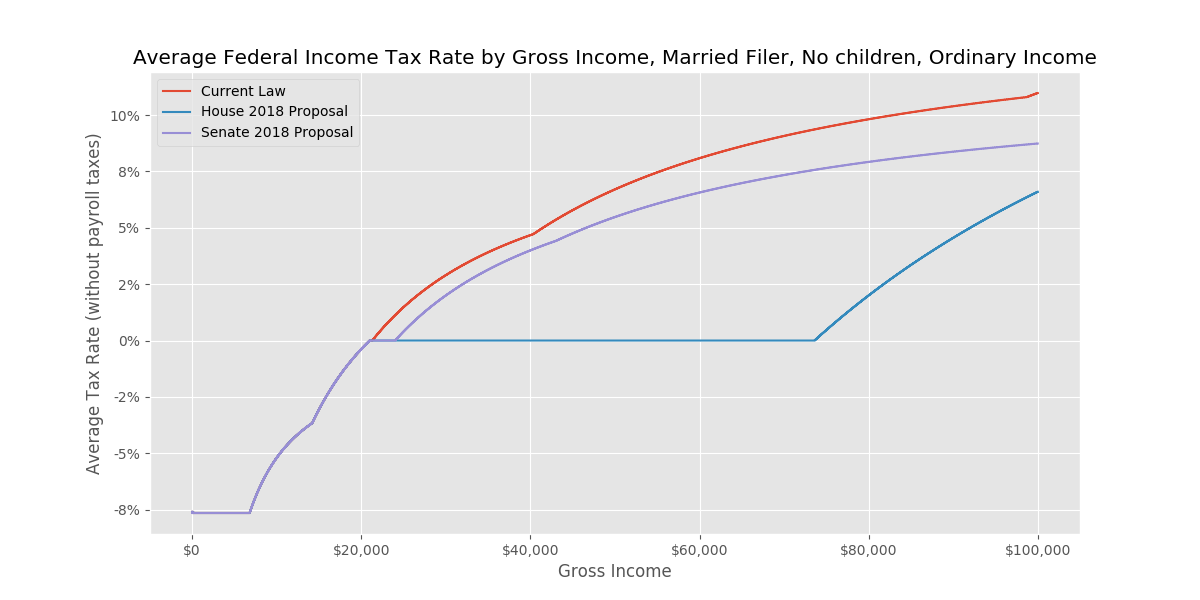 Average Federal Income Tax Rate by Gross Income, Married Filer, No children, Ordinary Income
Current Law
House 2018 Proposal
Senate 2018 Proposal
Average Tax Rate (without payroll taxes)
10%
8%
5%
2%
0%
-2%
-5%
-8%
$0
$20,000
$40,000
$60,000
$80,000
$100,000
Gross Income